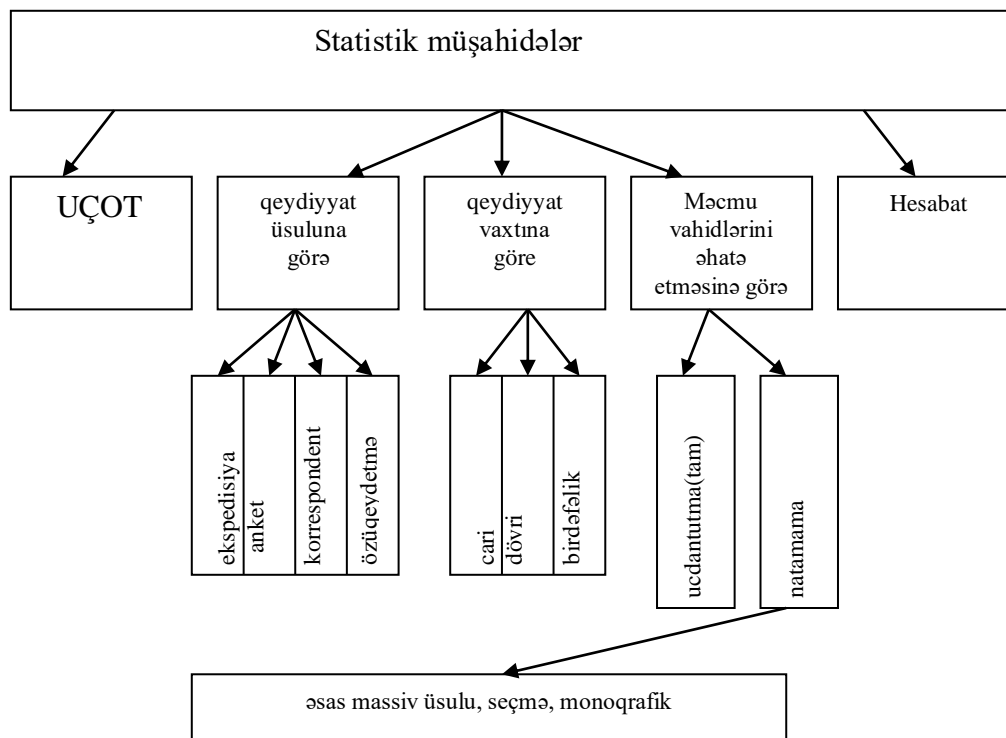 Statistik müşahidələr
UÇOT
qeydiyyat
üsuluna
görə
qeydiyyat
vaxtına
göre
Məcmu
vahidlərini
əhatə
etməsinə görə
Hesabat
ekspedisiya
anket
korrespondent
özüqeydetmə
cari
dövri
birdəfəlik
ucdantutma(tam)
natamama
əsas massiv üsulu, seçmə, monoqrafik